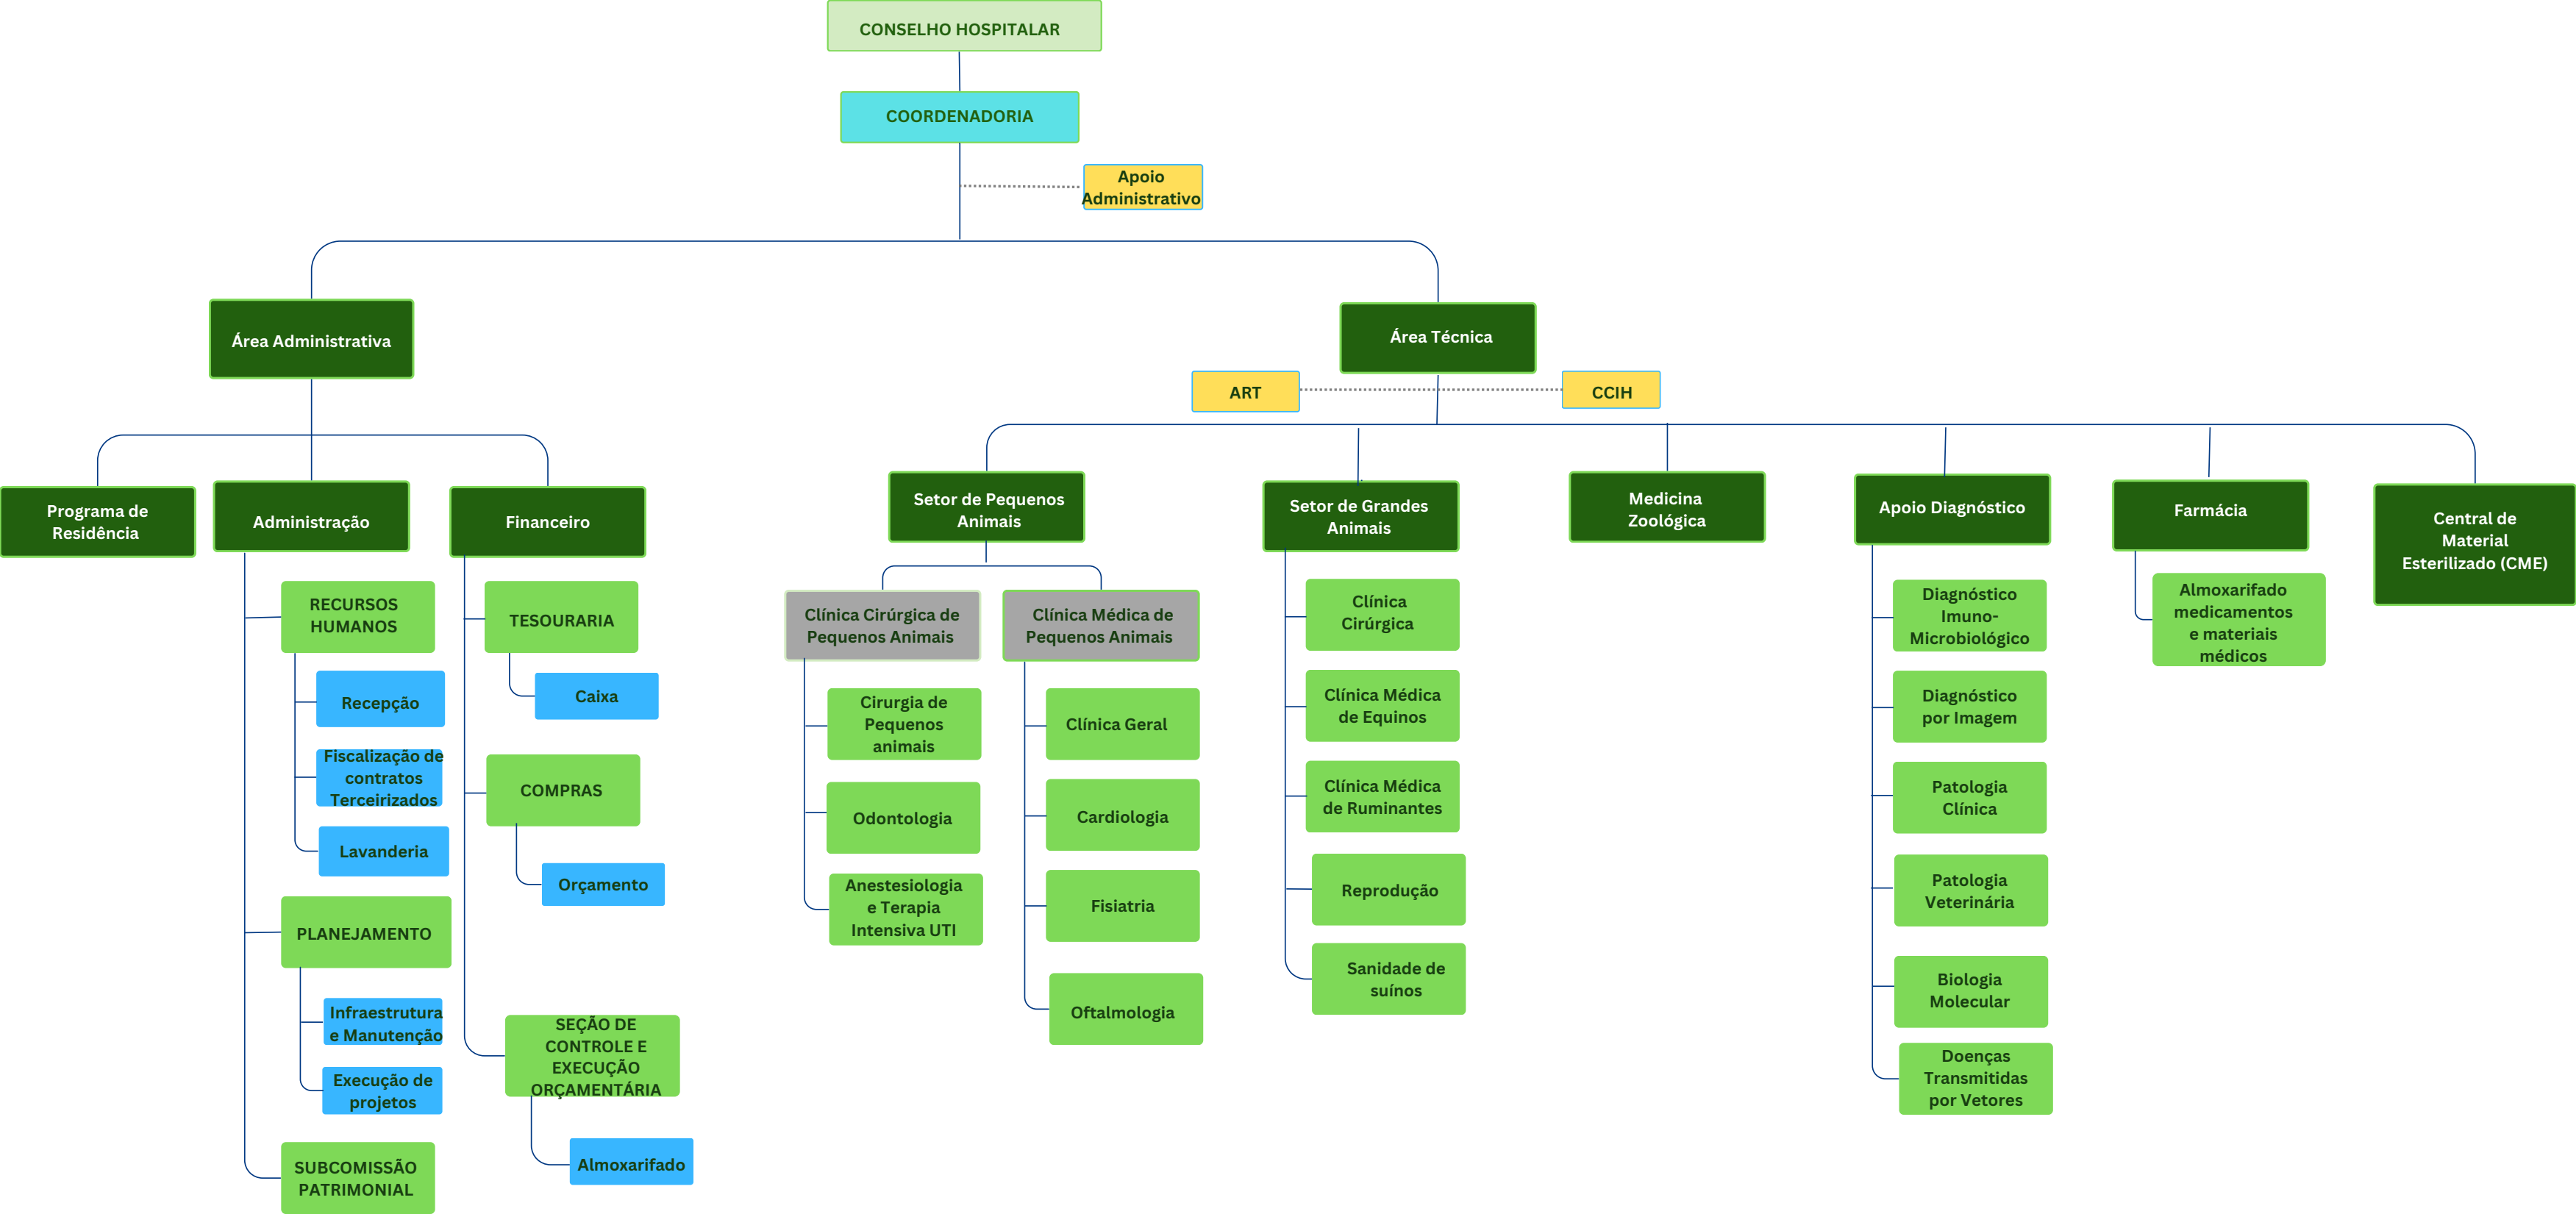 CONSELHO HOSPITALAR
COORDENADORIA
Apoio
Administrativo
Área Administrativa
Área Técnica
ART
CCIH
Programa de
Residência
Administração
Financeiro
Setor de Pequenos
Animais
Setor de Grandes
Animais
Medicina
Zoológica
Apoio Diagnóstico
Farmácia
Central de
Material
Esterilizado (CME)
RECURSOS
HUMANOS
Recepção
Fiscalização de
contratos
Terceirizados
Lavanderia
PLANEJAMENTO
Infraestrutura
e Manutenção
Execução de
projetos
SUBCOMISSÃO
PATRIMONIAL
TESOURARIA
Caixa
COMPRAS
Orçamento
SEÇÃO DE
CONTROLE E
EXECUÇÃO
ORÇAMENTÁRIA
Almoxarifado
Clínica Cirúrgica de
Pequenos Animais
Cirurgia de
Pequenos
animais
Odontologia
Anestesiologia
e Terapia
Intensiva UTI
Clínica Médica de
Pequenos Animais
Clínica Geral
Cardiologia
Fisiatria
Oftalmologia
Clínica
Cirúrgica
Clínica Médica
de Equinos
Clínica Médica
de Ruminantes
Reprodução
Sanidade de
suínos
Diagnóstico
Imuno-
Microbiológico
Diagnóstico
por Imagem
Patologia
Clínica
Patologia
Veterinária
Biologia
Molecular
Doenças
Transmitidas
por Vetores
Almoxarifado
medicamentos
e materiais
médicos